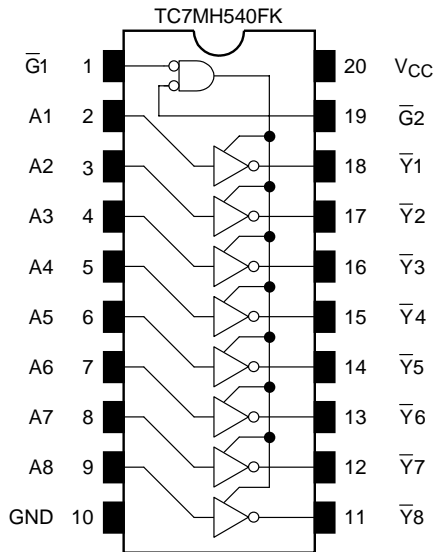 TC7MH540FK
G̅1 1 20 VCC
A1 2 19 G̅2
A2 3 18 Y̅1
A3 4 17 Y̅2
A4 5 16 Y̅3
A5 6 15 Y̅4
A6 7 14 Y̅5
A7 8 13 Y̅6
A8 9 12 Y̅7
GND 10 11 Y̅8